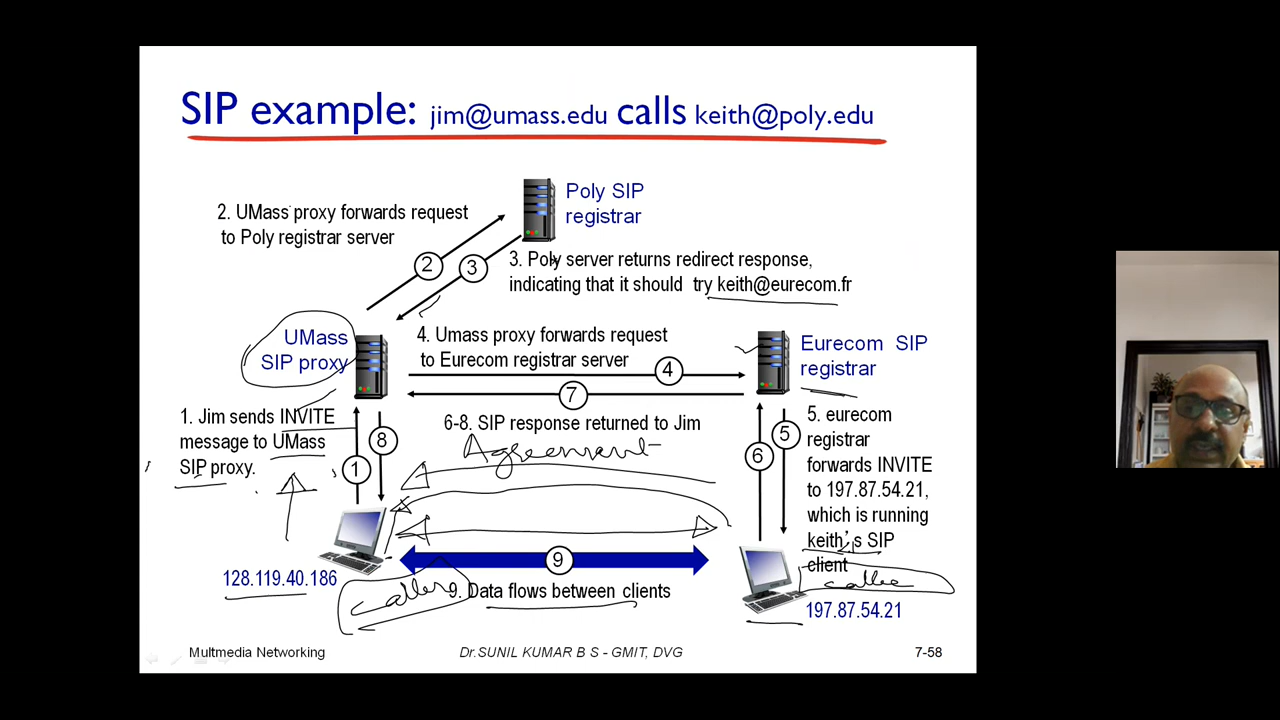 SIP example: jim@umass.edu calls keith@poly.edu
Poly SIP
registrar
2. UMass proxy forwards request
to Poly registrar server
2
3
3. Poly server returns redirect response,
indicating that it should try keith@eurecom.fr
UMass
SIP proxy
4. Umass proxy forwards request
to Eurecom registrar server
4
7
Eurecom SIP
registrar
1. Jim sends INVITE
message to UMass
SIP proxy.
1
8
6-8. SIP response returned to Jim
Agreement
6
5
5. eurecom
registrar
forwards INVITE
to 197.87.54.21,
which is running
keith's SIP
client
callee
9
128.119.40.186
caller
9. Data flows between clients
197.87.54.21
Multmedia Networking
Dr.SUNIL KUMAR B S - GMIT, DVG
7-58